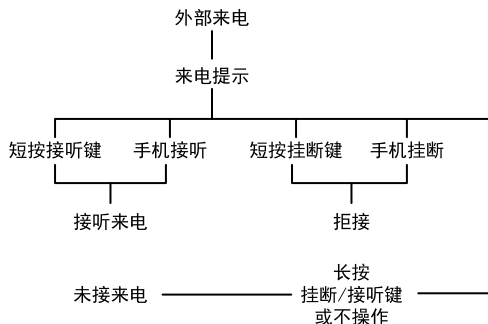 外部来电
来电提示
短按接听键 手机接听 短按挂断键 手机挂断
接听来电 拒接
未接来电
长按
挂断/接听键
或不操作